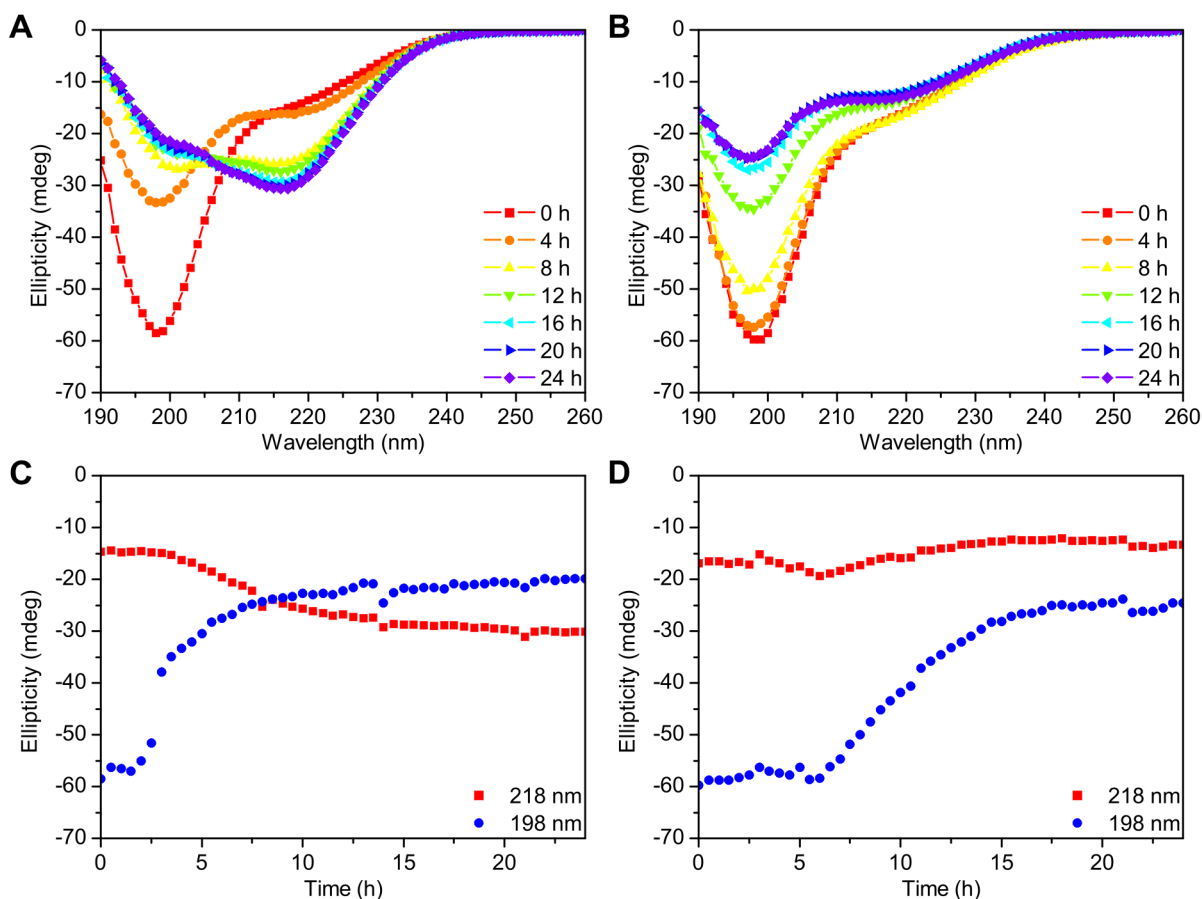 A
0
-10
-20
-30
-40
-50
-60
-70
Ellipticity (mdeg)
0 h
4 h
8 h
12 h
16 h
20 h
24 h
190 200 210 220 230 240 250 260
Wavelength (nm)
B
0
-10
-20
-30
-40
-50
-60
-70
Ellipticity (mdeg)
0 h
4 h
8 h
12 h
16 h
20 h
24 h
190 200 210 220 230 240 250 260
Wavelength (nm)
C
0
-10
-20
-30
-40
-50
-60
-70
Ellipticity (mdeg)
218 nm
198 nm
0 5 10 15 20
Time (h)
D
0
-10
-20
-30
-40
-50
-60
-70
Ellipticity (mdeg)
218 nm
198 nm
0 5 10 15 20
Time (h)